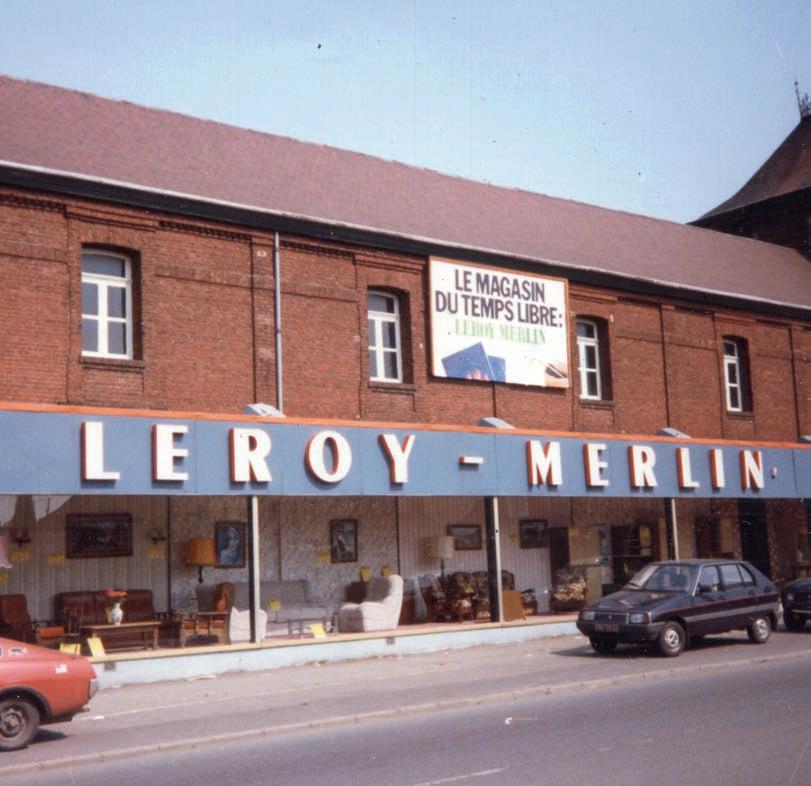 LE MAGASIN
DU TEMPS LIBRE:
LEROY MERLIN
LEROY - MERLIN